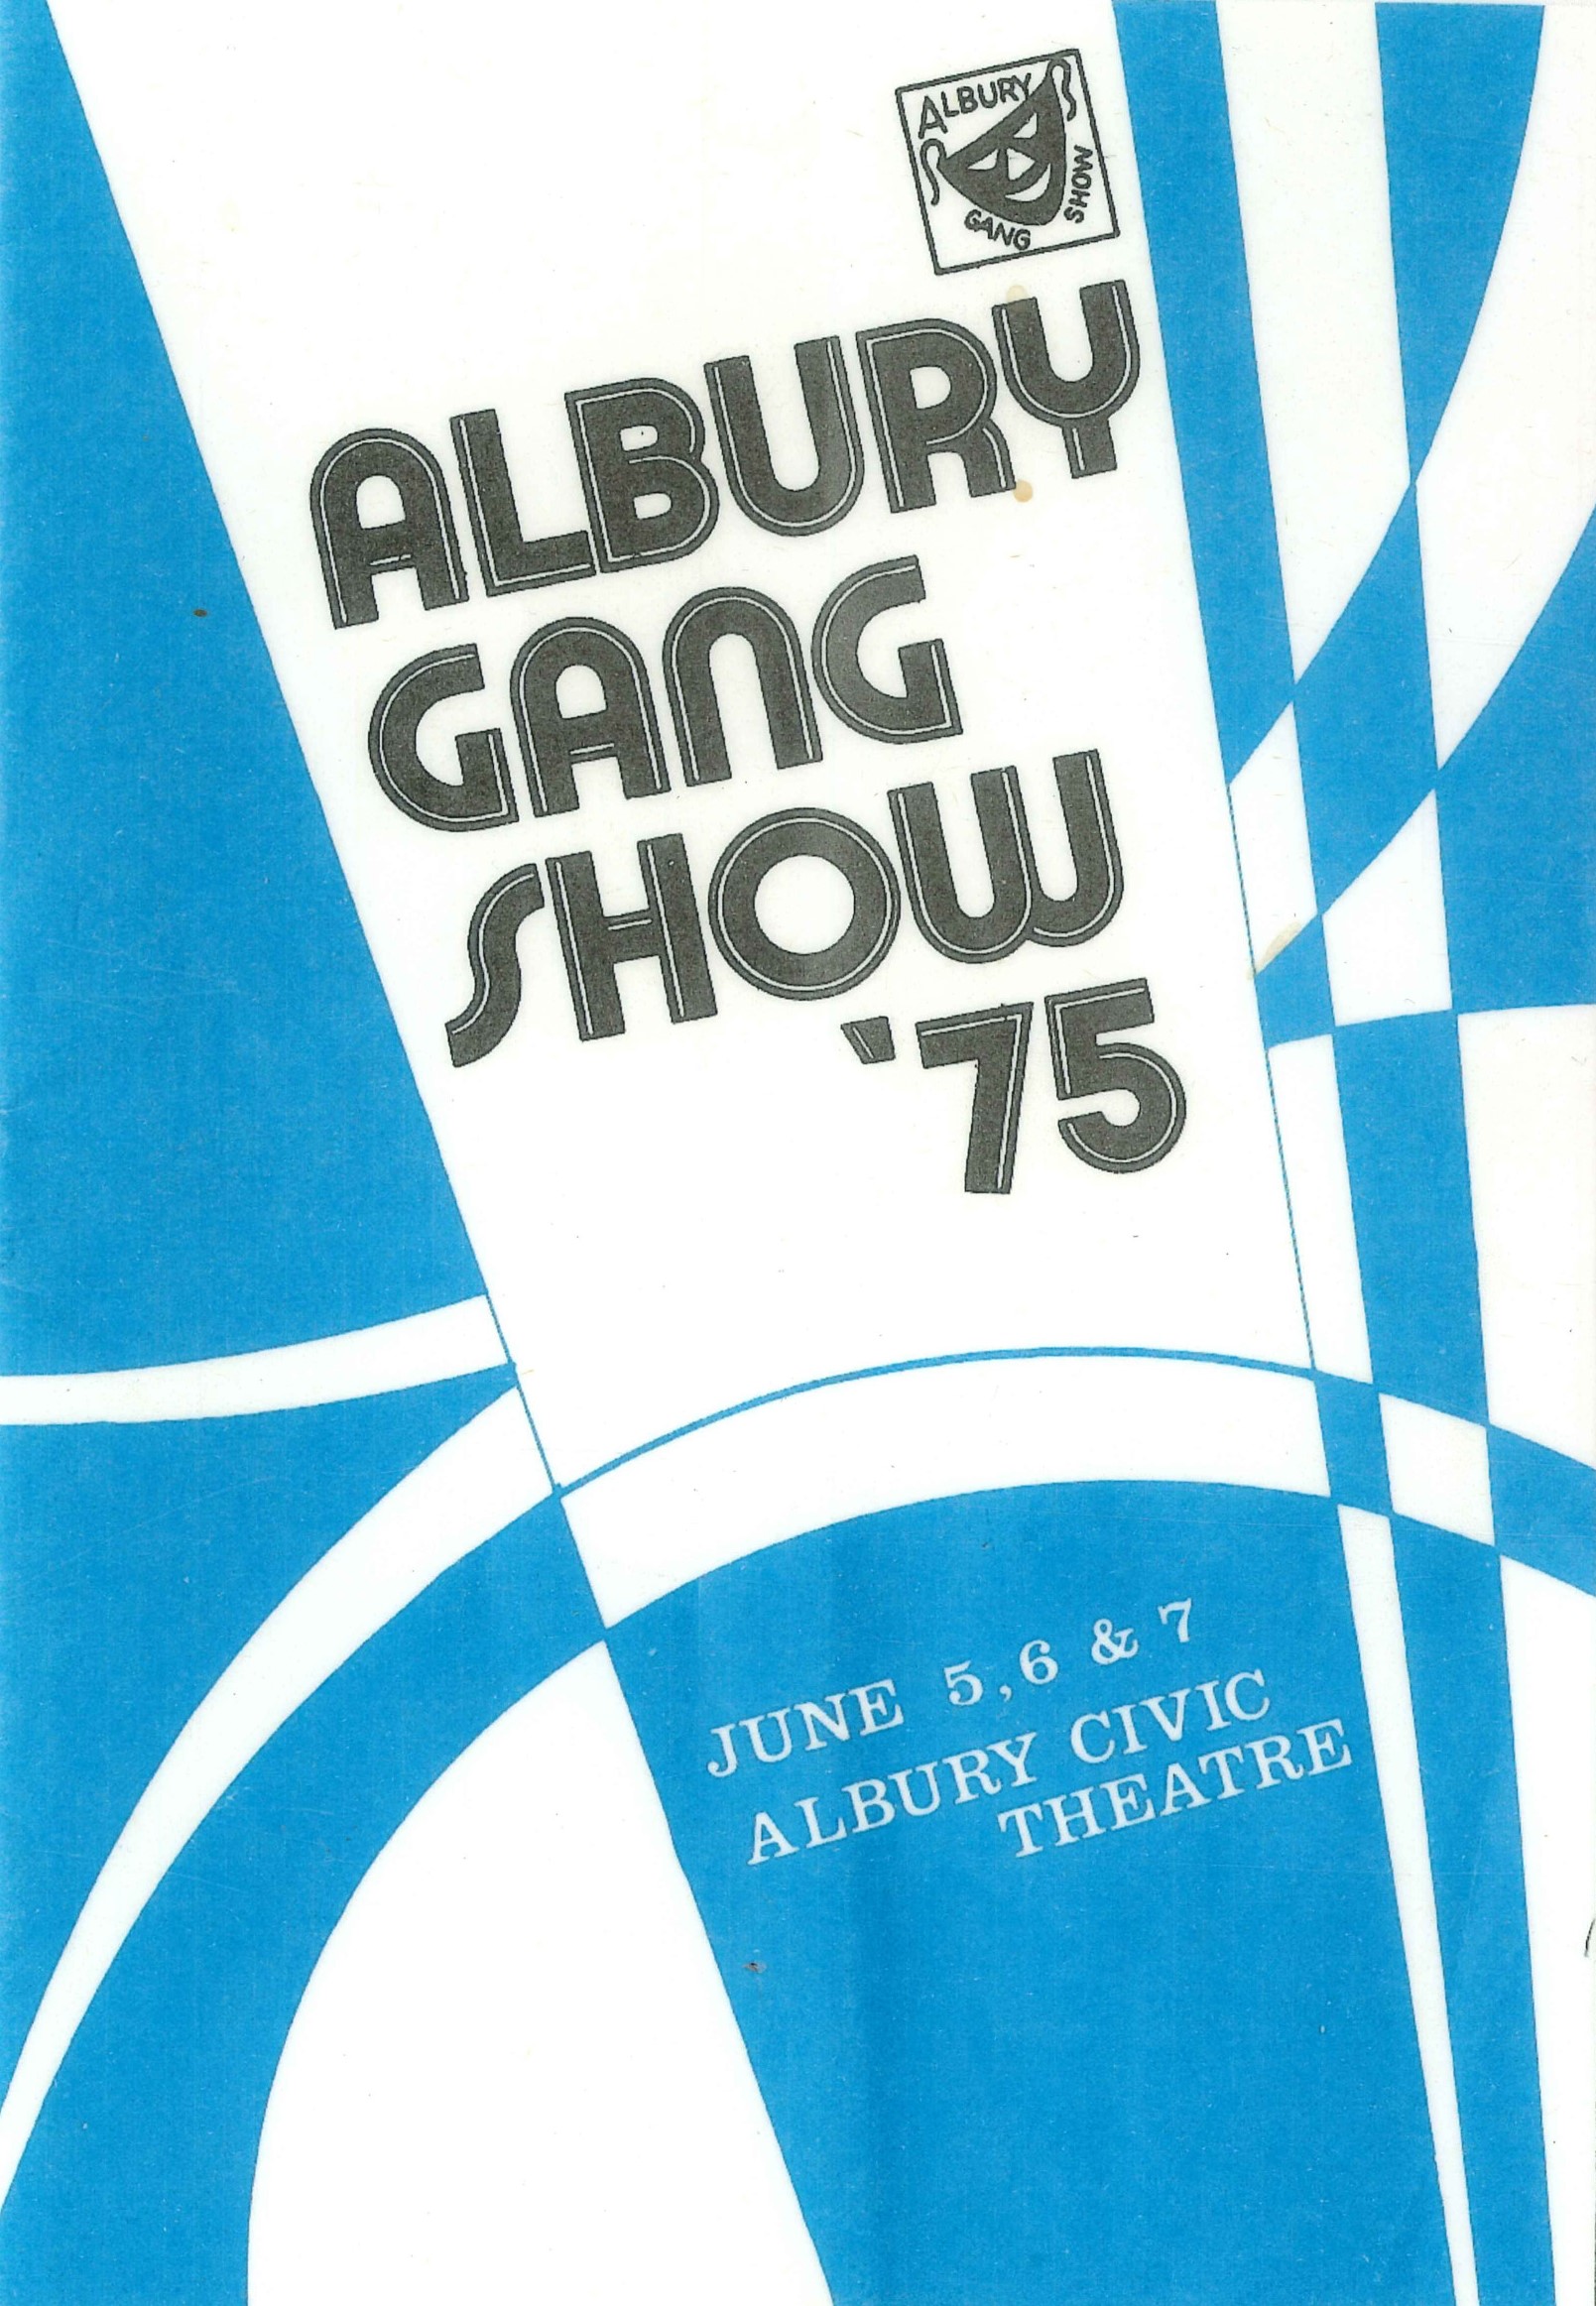 ALBURY
GANG
SHOW
ALBURY
GANG
SHOW
'75
JUNE 5, 6 & 7
ALBURY CIVIC
THEATRE